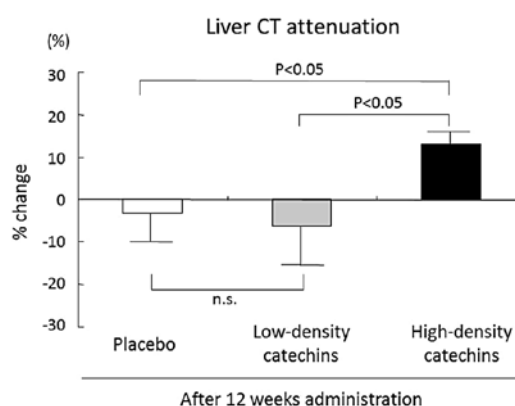 Liver CT attenuation
(%)
30
20
10
0
-10
-20
-30
% change
P<0.05
P<0.05
n.s.
Placebo
Low-density
catechins
High-density
catechins
After 12 weeks administration